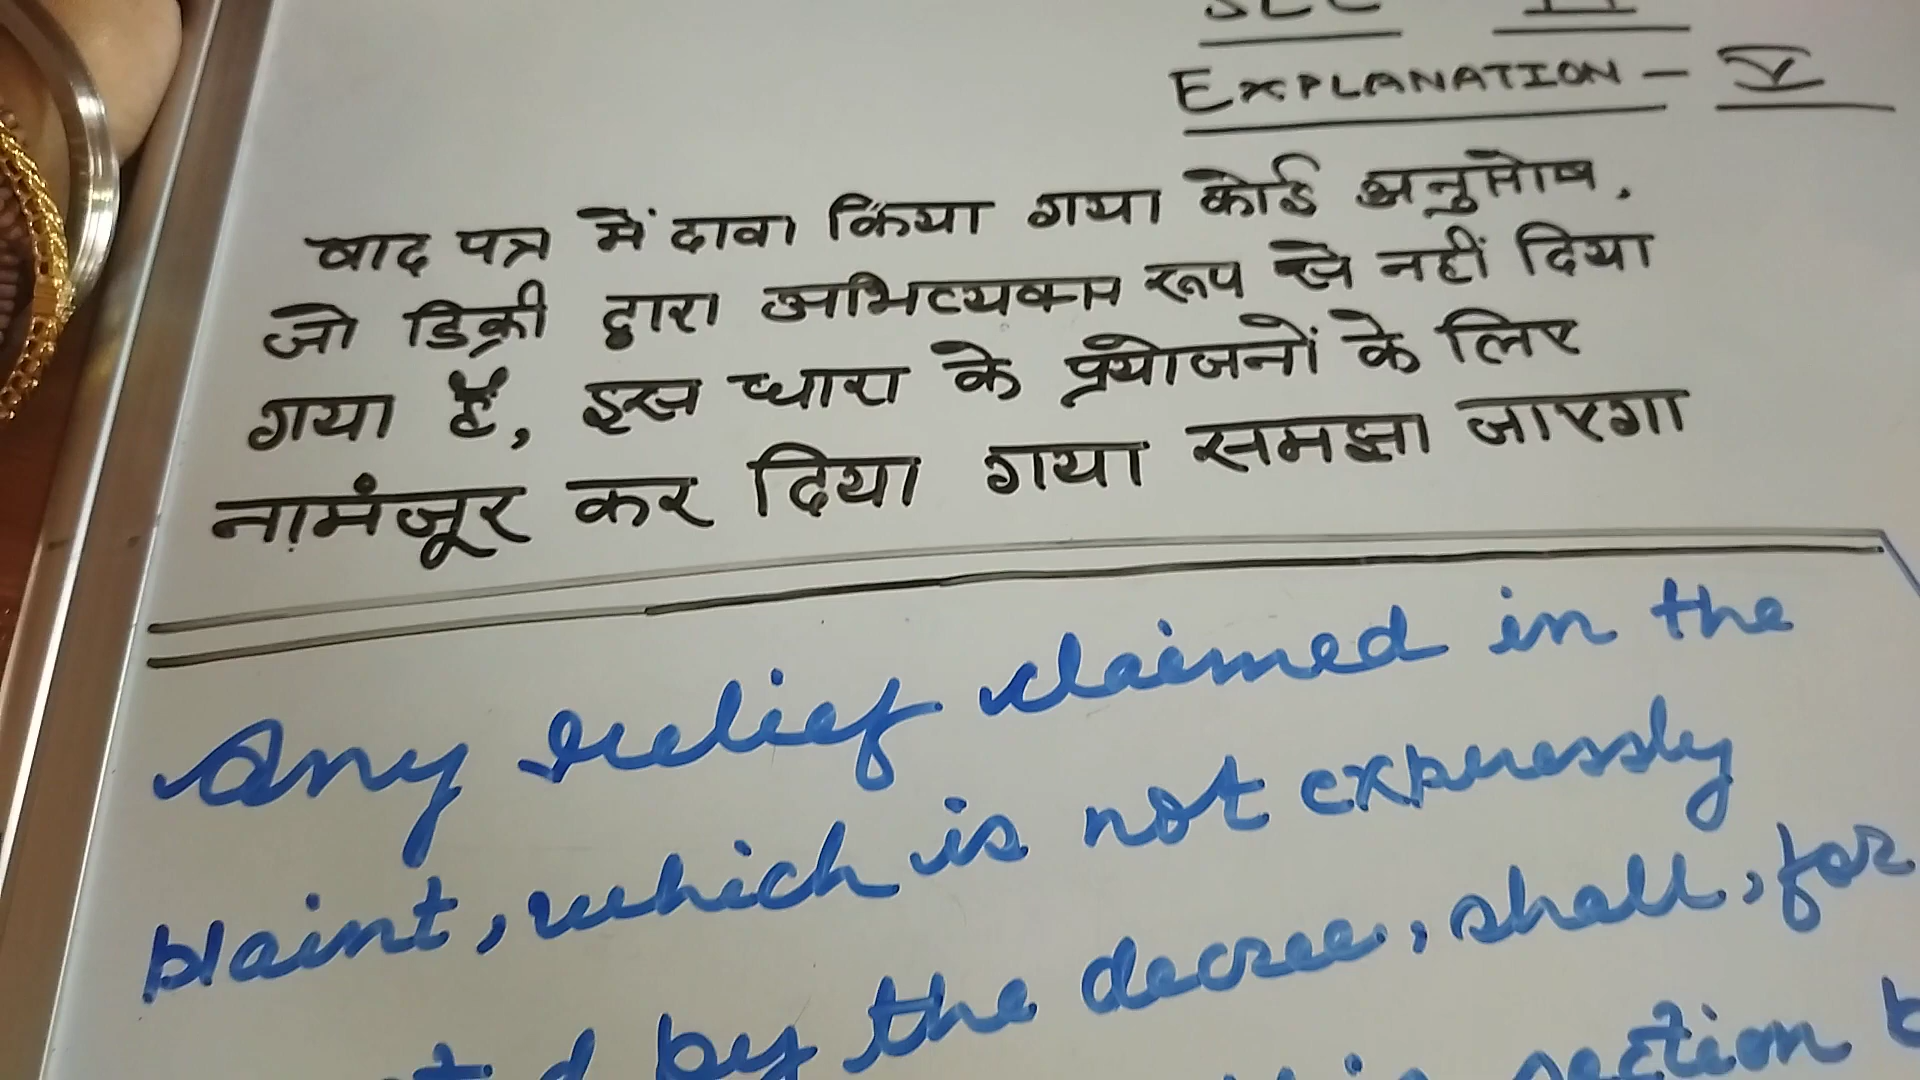 EXPLANATION - V
वाद पत्र में दावा किया गया कोई अनुतोष,
जो डिक्री द्वारा अभिव्यक्त रूप से नहीं दिया
गया है, इस धारा के प्रयोजनों के लिए
नामंजूर कर दिया गया समझा जाएगा
Any relief claimed in the
plaint, which is not expressly
by the decree, shall, for
section